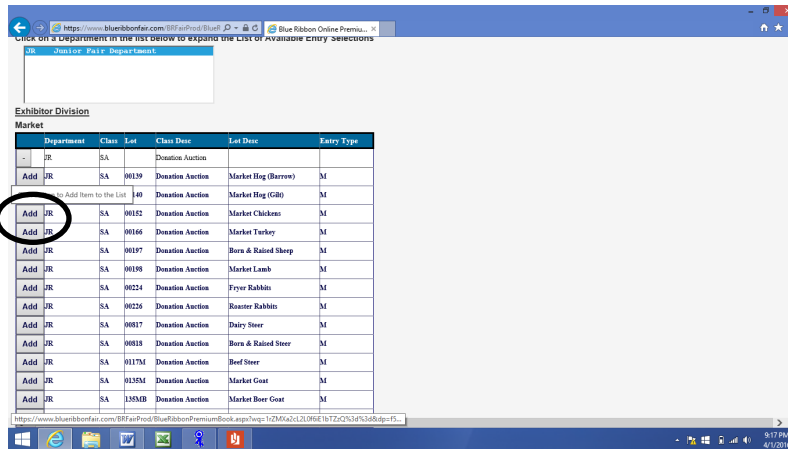 https://www.blueribbonfair.com/BRFairProd/BlueR
Blue Ribbon Online Premiu...
Click on a Department in the list below to expand the List of Available Entry Selections
JR Junior Fair Department
Exhibitor Division
Market
Department Class Lot Class Desc Lot Desc Entry Type
- JR SA Donation Auction
Add JR SA 00139 Donation Auction Market Hog (Barrow) M
to Add Item to the List 140 Donation Auction Market Hog (Gilt) M
Add JR SA 00152 Donation Auction Market Chickens M
Add JR SA 00166 Donation Auction Market Turkey M
Add JR SA 00197 Donation Auction Born & Raised Sheep M
Add JR SA 00198 Donation Auction Market Lamb M
Add JR SA 00224 Donation Auction Fryer Rabbits M
Add JR SA 00226 Donation Auction Roaster Rabbits M
Add JR SA 00817 Donation Auction Dairy Steer M
Add JR SA 00818 Donation Auction Born & Raised Steer M
Add JR SA 0117M Donation Auction Beef Steer M
Add JR SA 0135M Donation Auction Market Goat M
Add JR SA 135MB Donation Auction Market Boer Goat M
9:17 PM